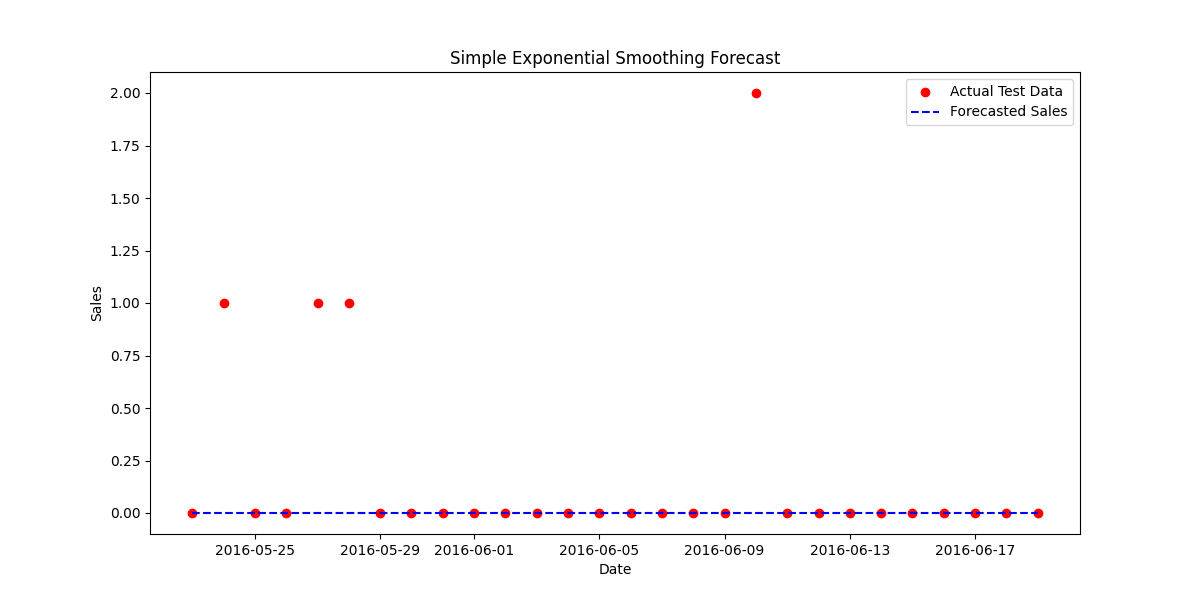 Simple Exponential Smoothing Forecast
Actual Test Data
Forecasted Sales
2.00
1.75
1.50
1.25
1.00
0.75
0.50
0.25
0.00
Sales
2016-05-25 2016-05-29 2016-06-01 2016-06-05 2016-06-09 2016-06-13 2016-06-17
Date